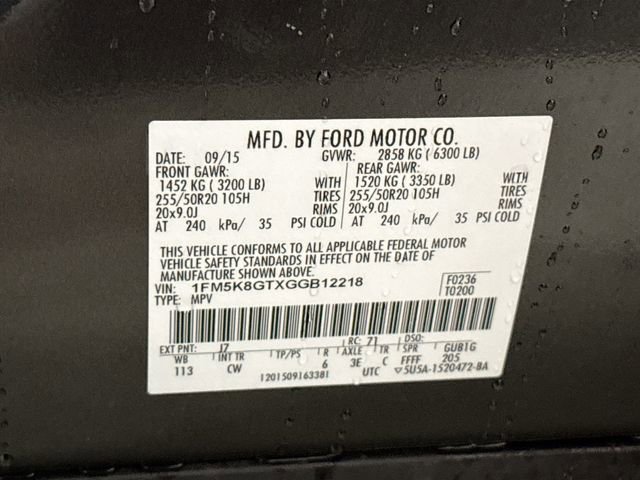 MFD. BY FORD MOTOR CO.
DATE: 09/15 GVWR: 2858 KG ( 6300 LB)
FRONT GAWR: REAR GAWR:
1452 KG ( 3200 LB) WITH 1520 KG ( 3350 LB) WITH
255/50R20 105H TIRES 255/50R20 105H TIRES
20x9.0J RIMS 20x9.0J RIMS
AT 240 kPa/ 35 PSI COLD AT 240 kPa/ 35 PSI COLD
THIS VEHICLE CONFORMS TO ALL APPLICABLE FEDERAL MOTOR
VEHICLE SAFETY STANDARDS IN EFFECT ON THE DATE OF
MANUFACTURE SHOWN ABOVE.
VIN: 1FM5K8GTXGGB12218 F0236
TYPE: MPV T0200
EXT PNT: J7 RC: 71 DSO:
WB INT TR TP/PS R AXLE TR SPR GUB1G
113 CW 6 3E C FFFF 205
1201509163381 UTC ▽5U5A-1520472-BA